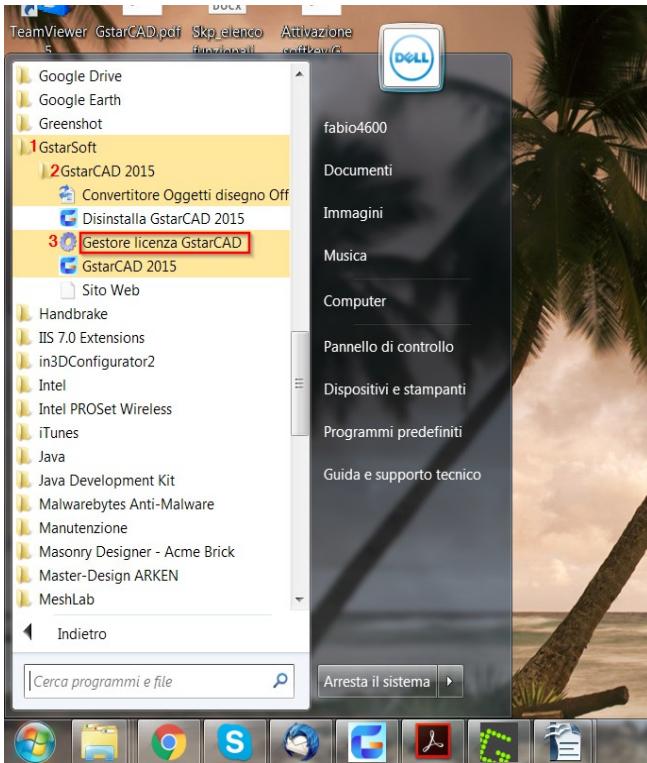 DOCX
TeamViewer GstarCAD.pdf Skp_elenco Attivazione
5 funzionali softkey G
DELL
Google Drive
Google Earth
Greenshot
1GstarSoft
2GstarCAD 2015
Convertitore Oggetti disegno Off
Disinstalla GstarCAD 2015
3 Gestore licenza GstarCAD
GstarCAD 2015
Sito Web
Handbrake
IIS 7.0 Extensions
in3DConfigurator2
Intel
Intel PROSet Wireless
iTunes
Java
Java Development Kit
Malwarebytes Anti-Malware
Manutenzione
Masonry Designer - Acme Brick
Master-Design ARKEN
MeshLab
Indietro
Cerca programmi e file
fabio4600
Documenti
Immagini
Musica
Computer
Pannello di controllo
Dispositivi e stampanti
Programmi predefiniti
Guida e supporto tecnico
Arresta il sistema